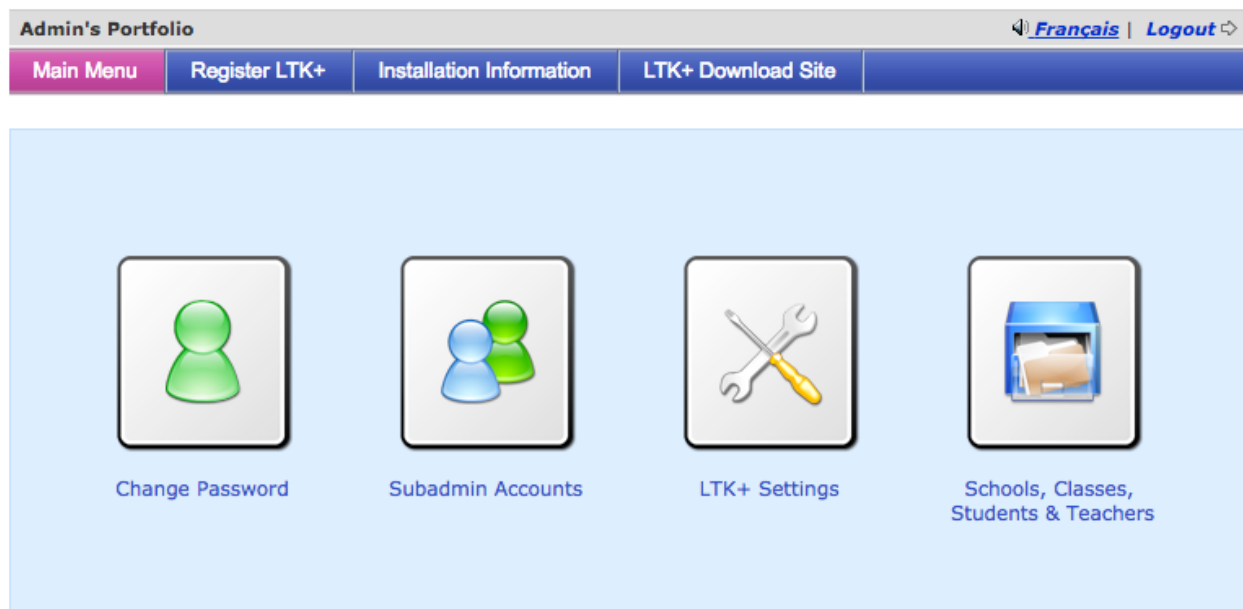 Admin's Portfolio Français | Logout
Main Menu Register LTK+ Installation Information LTK+ Download Site
Change Password Subadmin Accounts LTK+ Settings Schools, Classes,
Students & Teachers